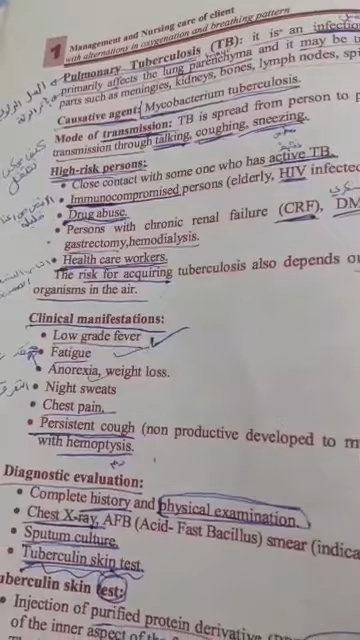 1 Management and Nursing care of client
with alternations in oxygenation and breathing pattern
Pulmonary Tuberculosis (TB): it is an infectio
primarily affects the lung parenchyma and it may be t
parts such as meningies, kidneys, bones, lymph nodes, spi
Causative agent: Mycobacterium tuberculosis.
Mode of transmission: TB is spread from person to p
transmission through talking, coughing, sneezing.
High-risk persons:
• Close contact with some one who has active TB.
• Immunocompromised persons (elderly, HIV infected
• Drug abuse.
• Persons with chronic renal failure (CRF), DM
gastrectomy,hemodialysis.
• Health care workers.
The risk for acquiring tuberculosis also depends o
organisms in the air.
Clinical manifestations:
• Low grade fever
• Fatigue
• Anorexia, weight loss.
• Night sweats
• Chest pain.
• Persistent cough (non productive developed to m
with hemoptysis.
Diagnostic evaluation:
• Complete history and physical examination.
• Chest X-ray, AFB (Acid- Fast Bacillus) smear (indica
• Sputum culture.
• Tuberculin skin test.
uberculin skin test:
• Injection of purified protein derivative
of the inner aspect of the